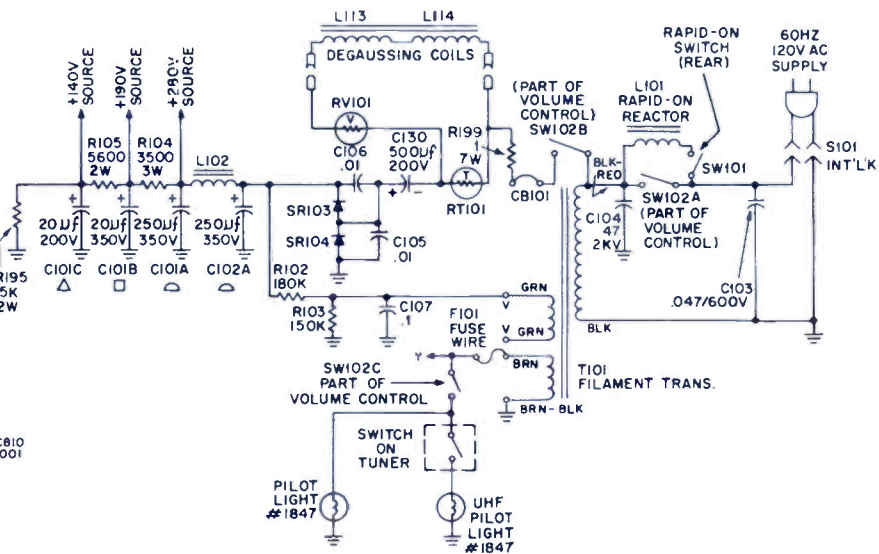 L113
L114
DEGAUSSING COILS
RAPID-ON
SWITCH
(REAR)
60HZ
120V AC
SUPPLY
+140V
SOURCE
+190V
SOURCE
+280V
SOURCE
(PART OF
VOLUME
CONTROL)
SW102B
L101
RAPID-ON
REACTOR
RV101
V
R105
5600
2W
R104
3500
3W
L102
C106
.01
C130
500µf
200V
R199
1
7W
T
RT101
CB101
BLK-
RED
SW101
S101
INT'L'K
SW102A
(PART OF
VOLUME
CONTROL)
+
20µf
200V
+
20µf
350V
+
250µf
350V
+
250µf
350V
+
-
SR103
SR104
C105
.01
C104
47
2KV
C103
.047/600V
R195
5K
2W
C101C
C101B
C101A
C102A
R102
180K
R103
150K
C107
.1
F101
FUSE
WIRE
V
GRN
V
GRN
BLK
Y
BRN
BRN-BLK
T101
FILAMENT TRANS.
SW102C
PART OF
VOLUME CONTROL
SWITCH
ON
TUNER
C810
001
PILOT
LIGHT
#1847
UHF
PILOT
LIGHT
#1847